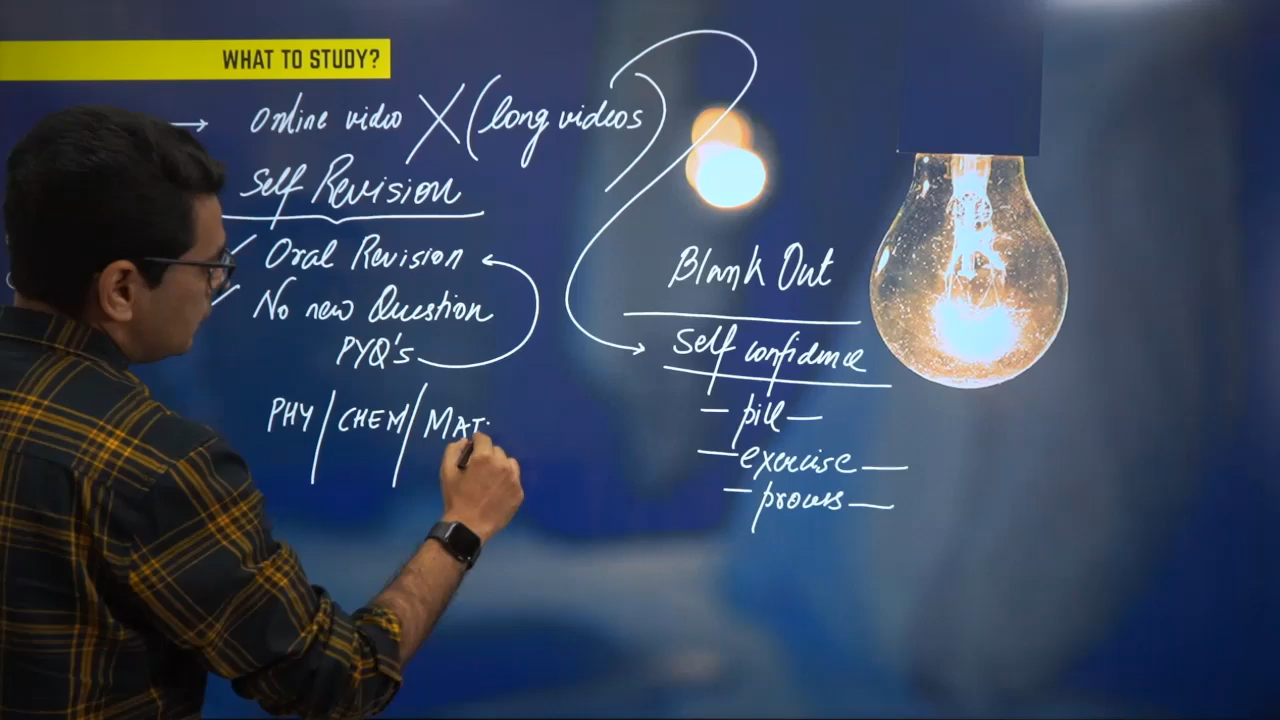 WHAT TO STUDY?
Online video X (long videos)
Self Revision
Oral Revision
No new Question
PYQ's
PHY / CHEM / MAT
Blank Out
Self confidence
pill
exercise
process